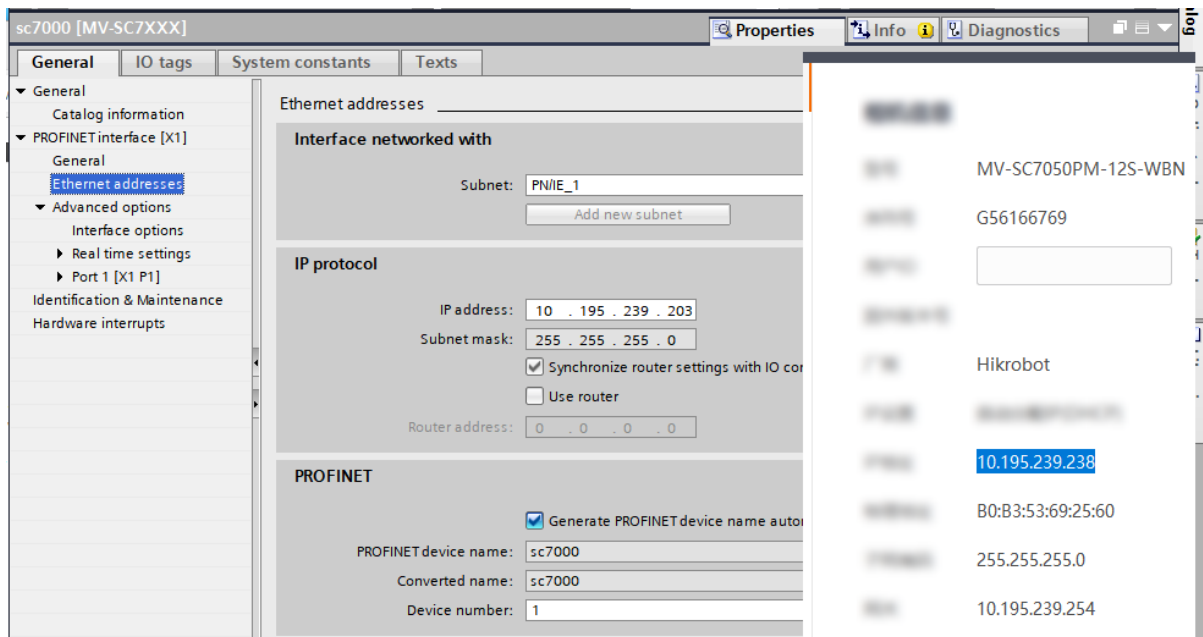 sc7000 [MV-SC7XXX]
Properties
Info
Diagnostics
General
IO tags
System constants
Texts
General
Catalog information
PROFINET interface [X1]
General
Ethernet addresses
Advanced options
Interface options
Real time settings
Port 1 [X1 P1]
Identification & Maintenance
Hardware interrupts
Ethernet addresses
Interface networked with
Subnet: PN/IE_1
Add new subnet
IP protocol
IP address: 10 . 195 . 239 . 203
Subnet mask: 255 . 255 . 255 . 0
Synchronize router settings with IO
Use router
Router address: 0 . 0 . 0 . 0
PROFINET
Generate PROFINET device name
PROFINET device name: sc7000
Converted name: sc7000
Device number: 1
MV-SC7050PM-12S-WBN
G56166769
Hikrobot
10.195.239.238
B0:B3:53:69:25:60
255.255.255.0
10.195.239.254